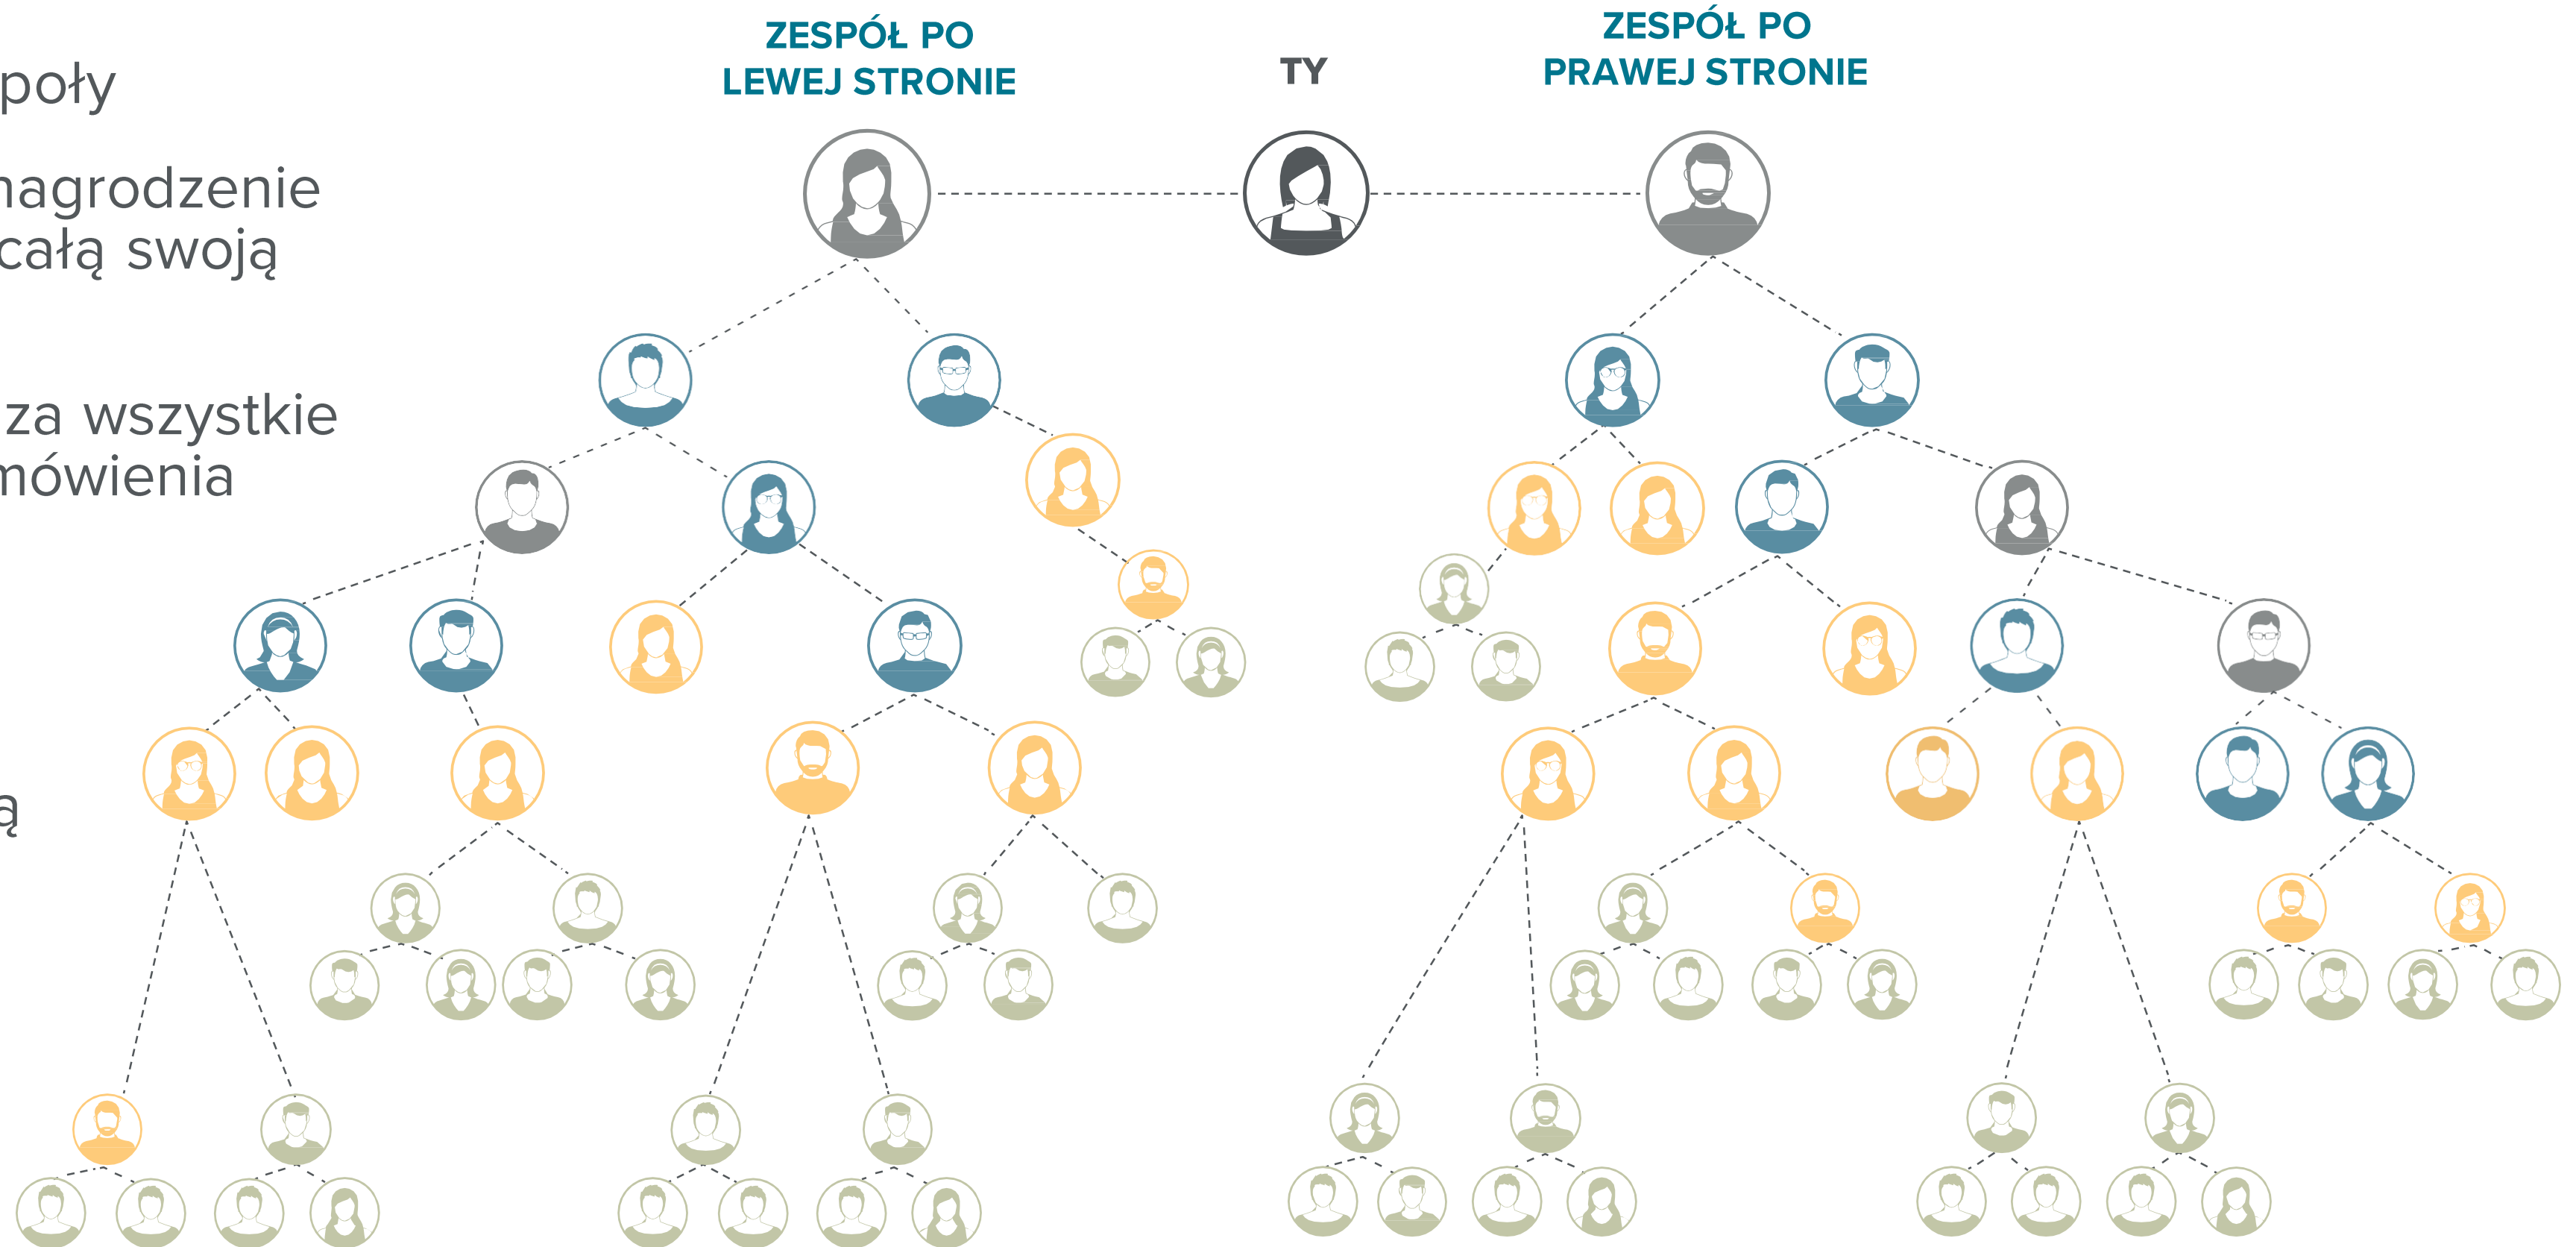 poły
nagrodzenie
całą swoją
za wszystkie
mówienia
ą
ZESPÓŁ PO
LEWEJ STRONIE
TY
ZESPÓŁ PO
PRAWEJ STRONIE